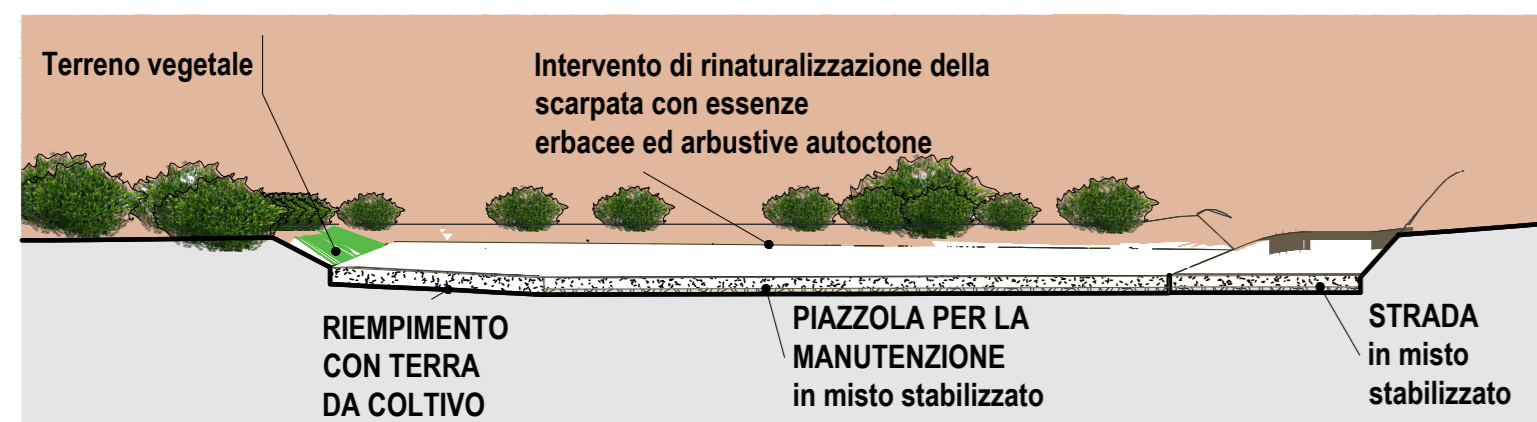 Terreno vegetale
Intervento di rinaturalizzazione della
scarpata con essenze
erbacee ed arbustive autoctone
RIEMPIMENTO
CON TERRA
DA COLTIVO
PIAZZOLA PER LA
MANUTENZIONE
in misto stabilizzato
STRADA
in misto
stabilizzato